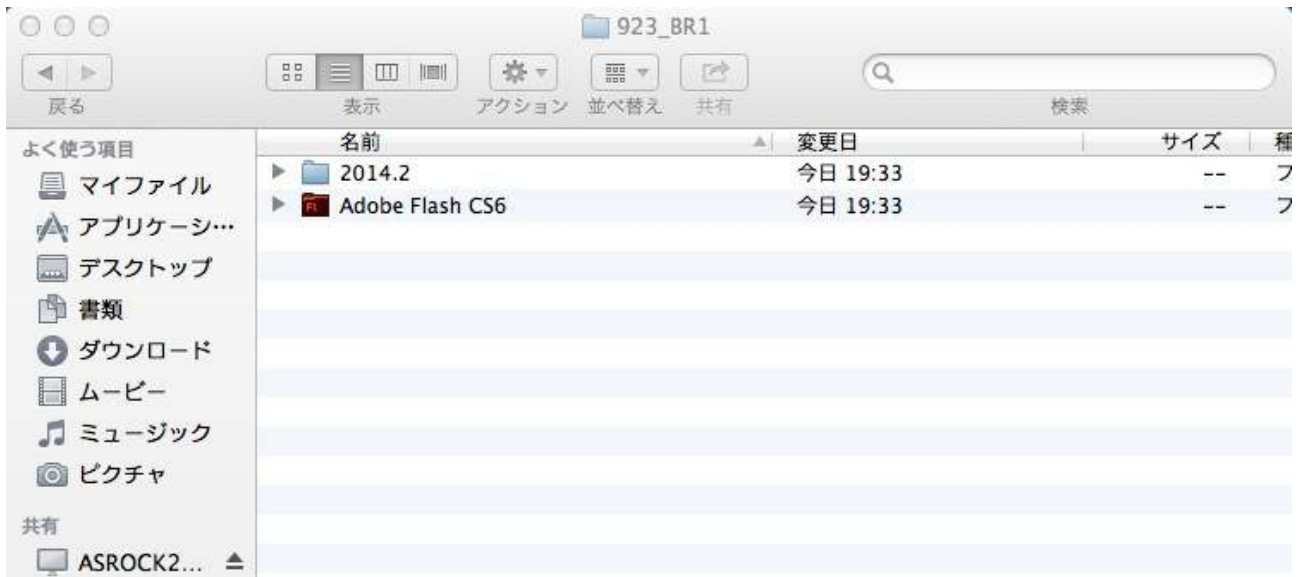 923_BR1
戻る
表示
アクション
並べ替え
共有
検索
よく使う項目
マイファイル
アプリケーシ…
デスクトップ
書類
ダウンロード
ムービー
ミュージック
ピクチャ
共有
ASROCK2...
名前 変更日 サイズ 種
2014.2 今日 19:33 -- フ
Adobe Flash CS6 今日 19:33 -- フ